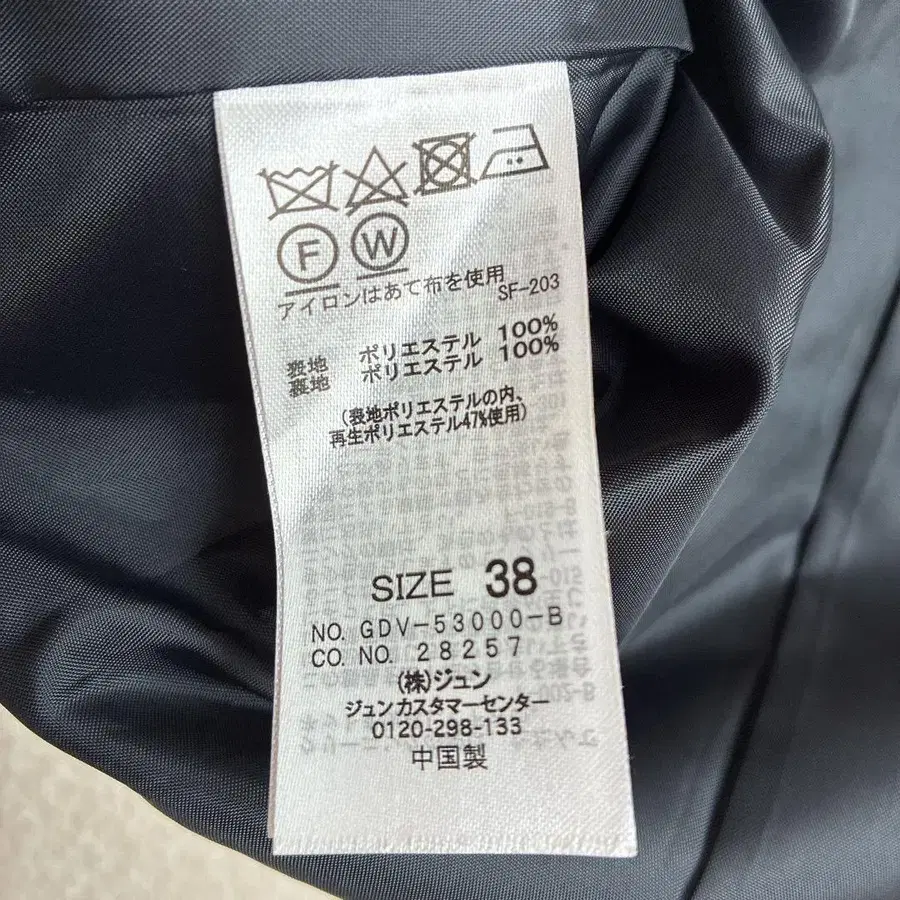 F W
アイロンはあて布を使用
SF-203
表地 ポリエステル 100%
裏地 ポリエステル 100%
(表地ポリエステルの内、
再生ポリエステル47%使用)
SIZE 38
NO. GDV-53000-B
CO. NO. 28257
(株)ジュン
ジュンカスタマーセンター
0120-298-133
中国製